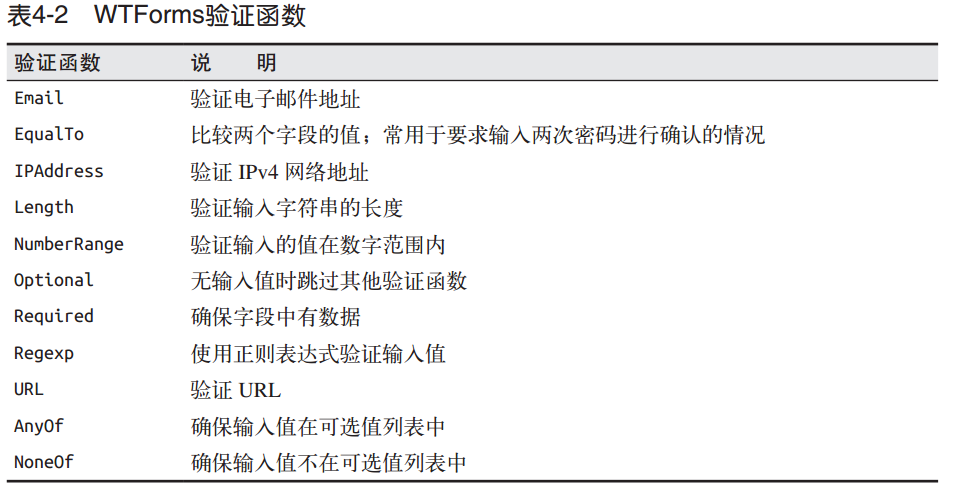 表4-2 WTForms验证函数
验证函数 说 明
Email 验证电子邮件地址
EqualTo 比较两个字段的值；常用于要求输入两次密码进行确认的情况
IPAddress 验证 IPv4 网络地址
Length 验证输入字符串的长度
NumberRange 验证输入的值在数字范围内
Optional 无输入值时跳过其他验证函数
Required 确保字段中有数据
Regexp 使用正则表达式验证输入值
URL 验证 URL
AnyOf 确保输入值在可选值列表中
NoneOf 确保输入值不在可选值列表中